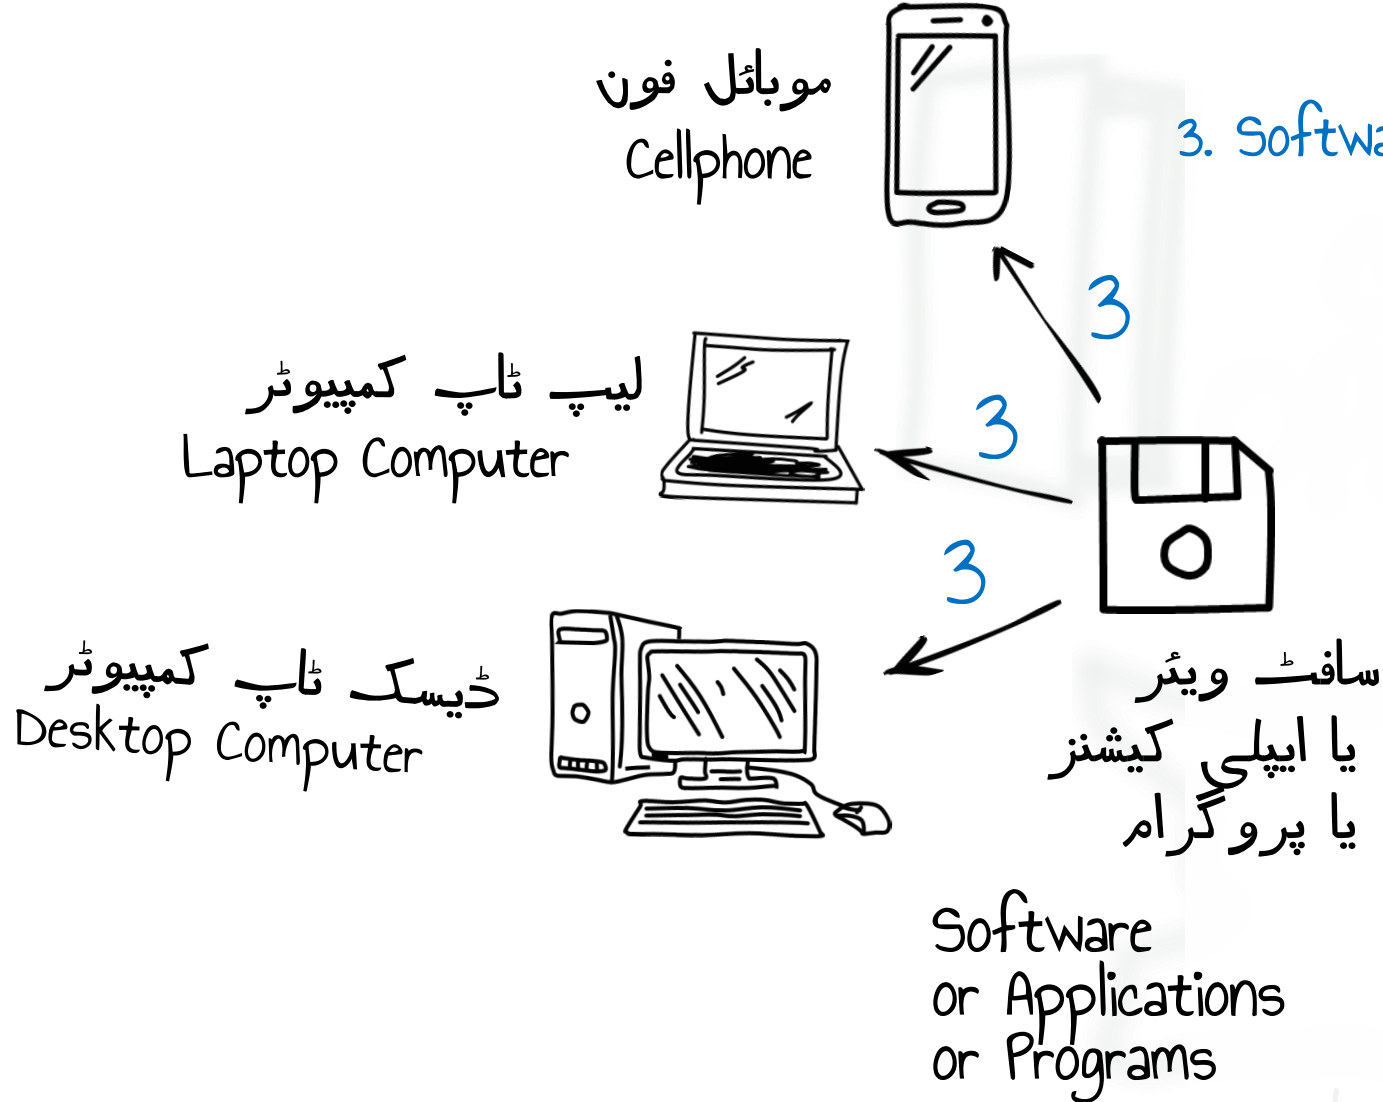 موبائل فون
Cellphone
3. Softwa
3
لیپ ٹاپ کمپیوٹر
Laptop Computer
3
3
ڈیسک ٹاپ کمپیوٹر
Desktop Computer
سافٹ ویئر
یا ایپلی کیشنز
یا پروگرام
Software
or Applications
or Programs